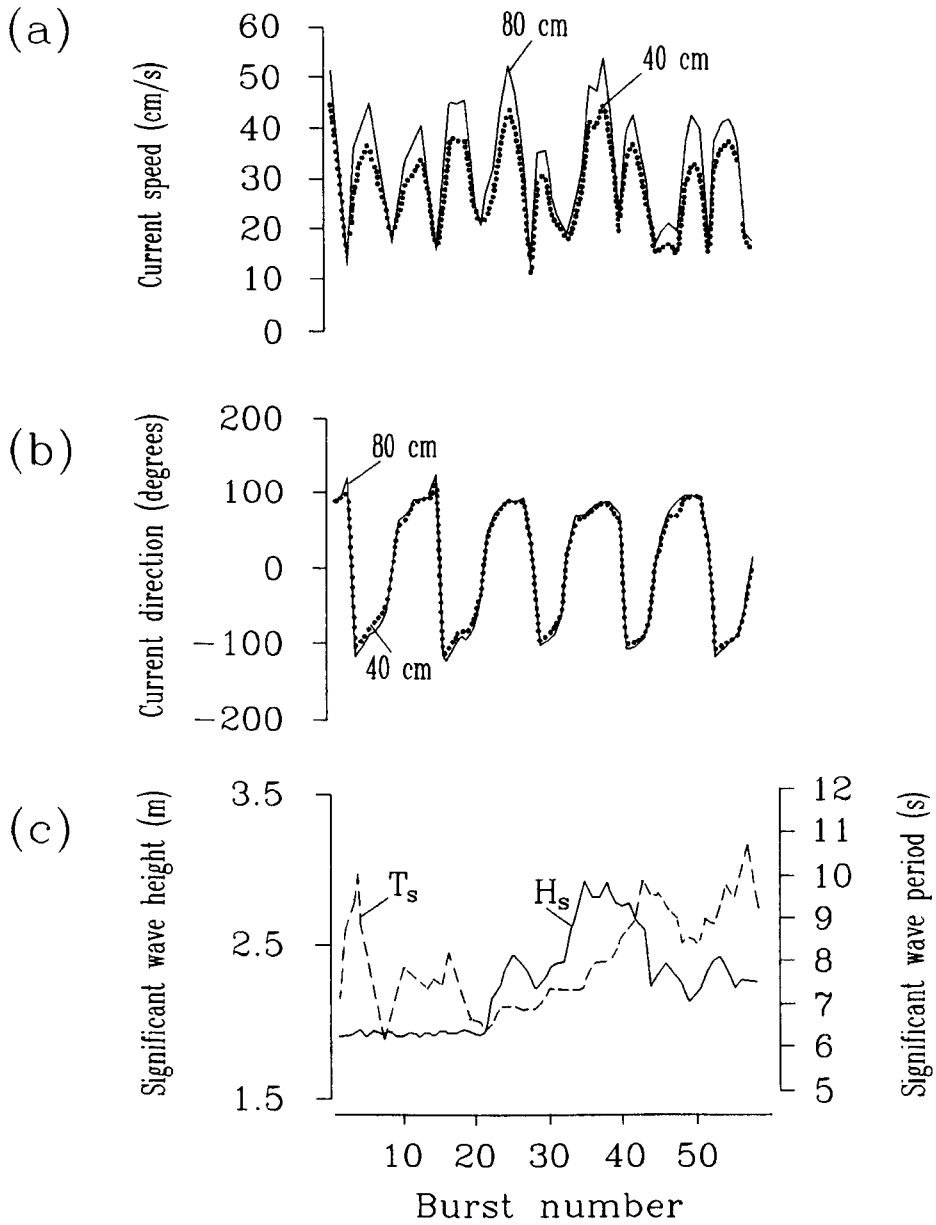 (a)
Current speed (cm/s)
60
50
40
30
20
10
0
80 cm
40 cm
(b)
Current direction (degrees)
200
100
0
−100
−200
80 cm
40 cm
(c)
Significant wave height (m)
3.5
2.5
1.5
Ts
Hs
12
11
10
9
8
7
6
5
Significant wave period (s)
10 20 30 40 50
Burst number